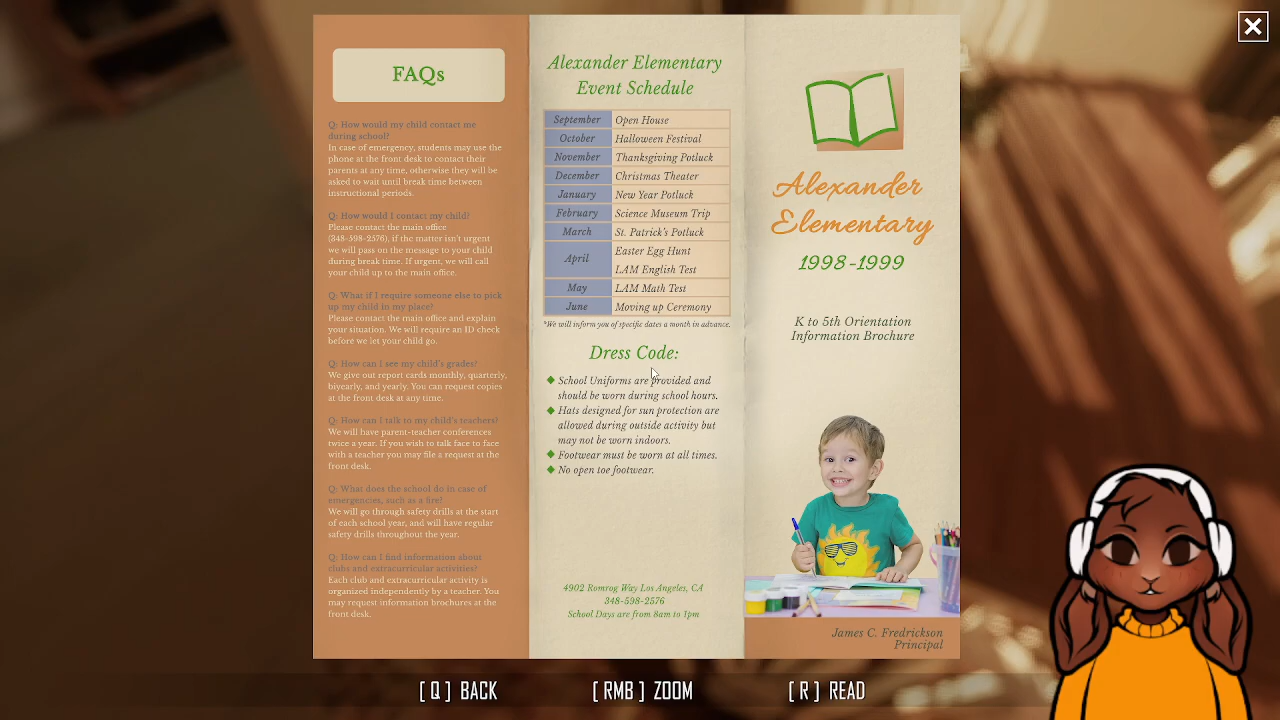 FAQs
Q: How would my child contact me
during school?
In case of emergency, students may use the
phone at the front desk to contact their
parents at any time, otherwise they will be
asked to wait until break time between
instructional periods.
Q: How would I contact my child?
Please contact the main office
(348-598-2576), if the matter isn't urgent
we will pass on the message to your child
during break time. If urgent, we will call
your child up to the main office.
Q: What if I require someone else to pick
up my child in my place?
Please contact the main office and explain
your situation. We will require an ID check
before we let your child go.
Q: How can I see my child's grades?
We give out report cards monthly, quarterly,
biyearly, and yearly. You can request copies
at the front desk at any time.
Q: How can I talk to my child's teachers?
We will have parent-teacher conferences
twice a year. If you wish to talk face to face
with a teacher you may file a request at the
front desk.
Q: What does the school do in case of
emergencies, such as a fire?
We will go through safety drills at the start
of each school year, and will have regular
safety drills throughout the year.
Q: How can I find information about
clubs and extracurricular activities?
Each club and extracurricular activity is
organized independently by a teacher. You
may request information brochures at the
front desk.
Alexander Elementary
Event Schedule
September Open House
October Halloween Festival
November Thanksgiving Potluck
December Christmas Theater
January New Year Potluck
February Science Museum Trip
March St. Patrick's Potluck
April Easter Egg Hunt
LAM English Test
May LAM Math Test
June Moving up Ceremony
*We will inform you of specific dates a month in advance.
Dress Code:
School Uniforms are provided and
should be worn during school hours.
Hats designed for sun protection are
allowed during outside activity but
may not be worn indoors.
Footwear must be worn at all times.
No open toe footwear.
4902 Romrog Way Los Angeles, CA
348-598-2576
School Days are from 8am to 1pm
Alexander
Elementary
1998-1999
K to 5th Orientation
Information Brochure
James C. Fredrickson
Principal
[ Q ] BACK
[ RMB ] ZOOM
[ R ] READ